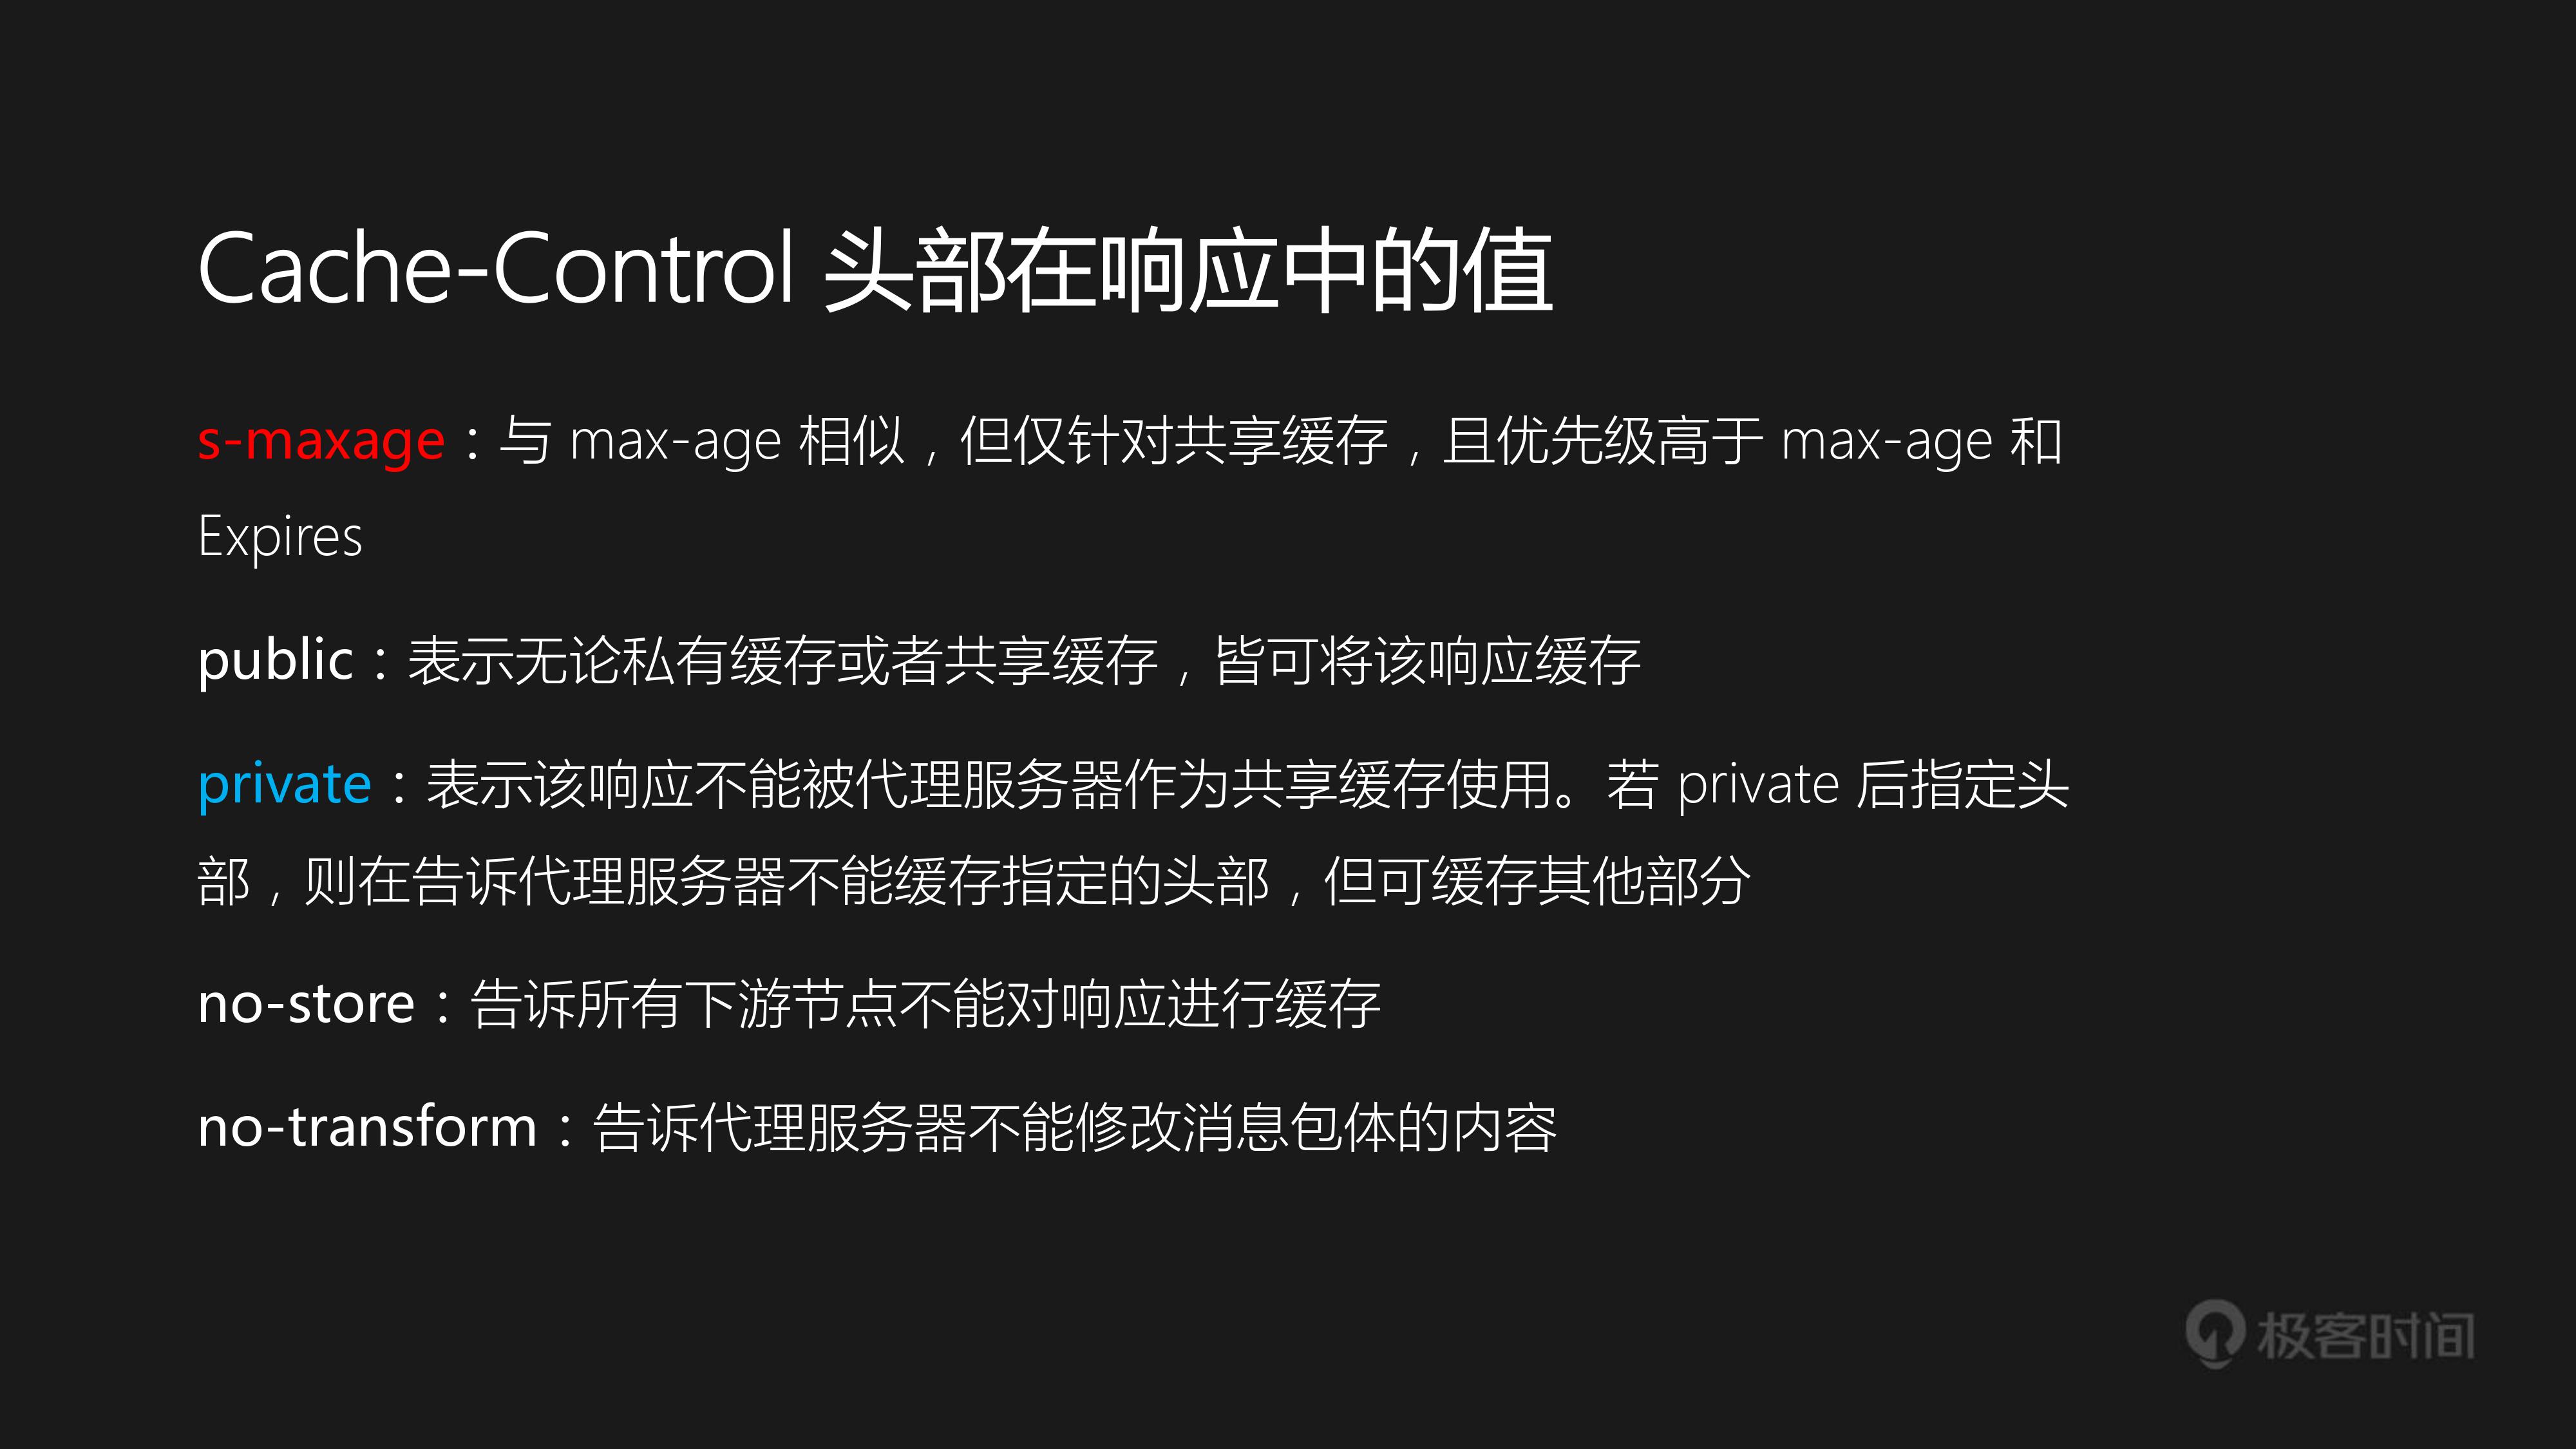 Cache-Control 头部在响应中的值
s-maxage：与 max-age 相似，但仅针对共享缓存，且优先级高于 max-age 和
Expires
public：表示无论私有缓存或者共享缓存，皆可将该响应缓存
private：表示该响应不能被代理服务器作为共享缓存使用。若 private 后指定头
部，则在告诉代理服务器不能缓存指定的头部，但可缓存其他部分
no-store：告诉所有下游节点不能对响应进行缓存
no-transform：告诉代理服务器不能修改消息包体的内容
极客时间